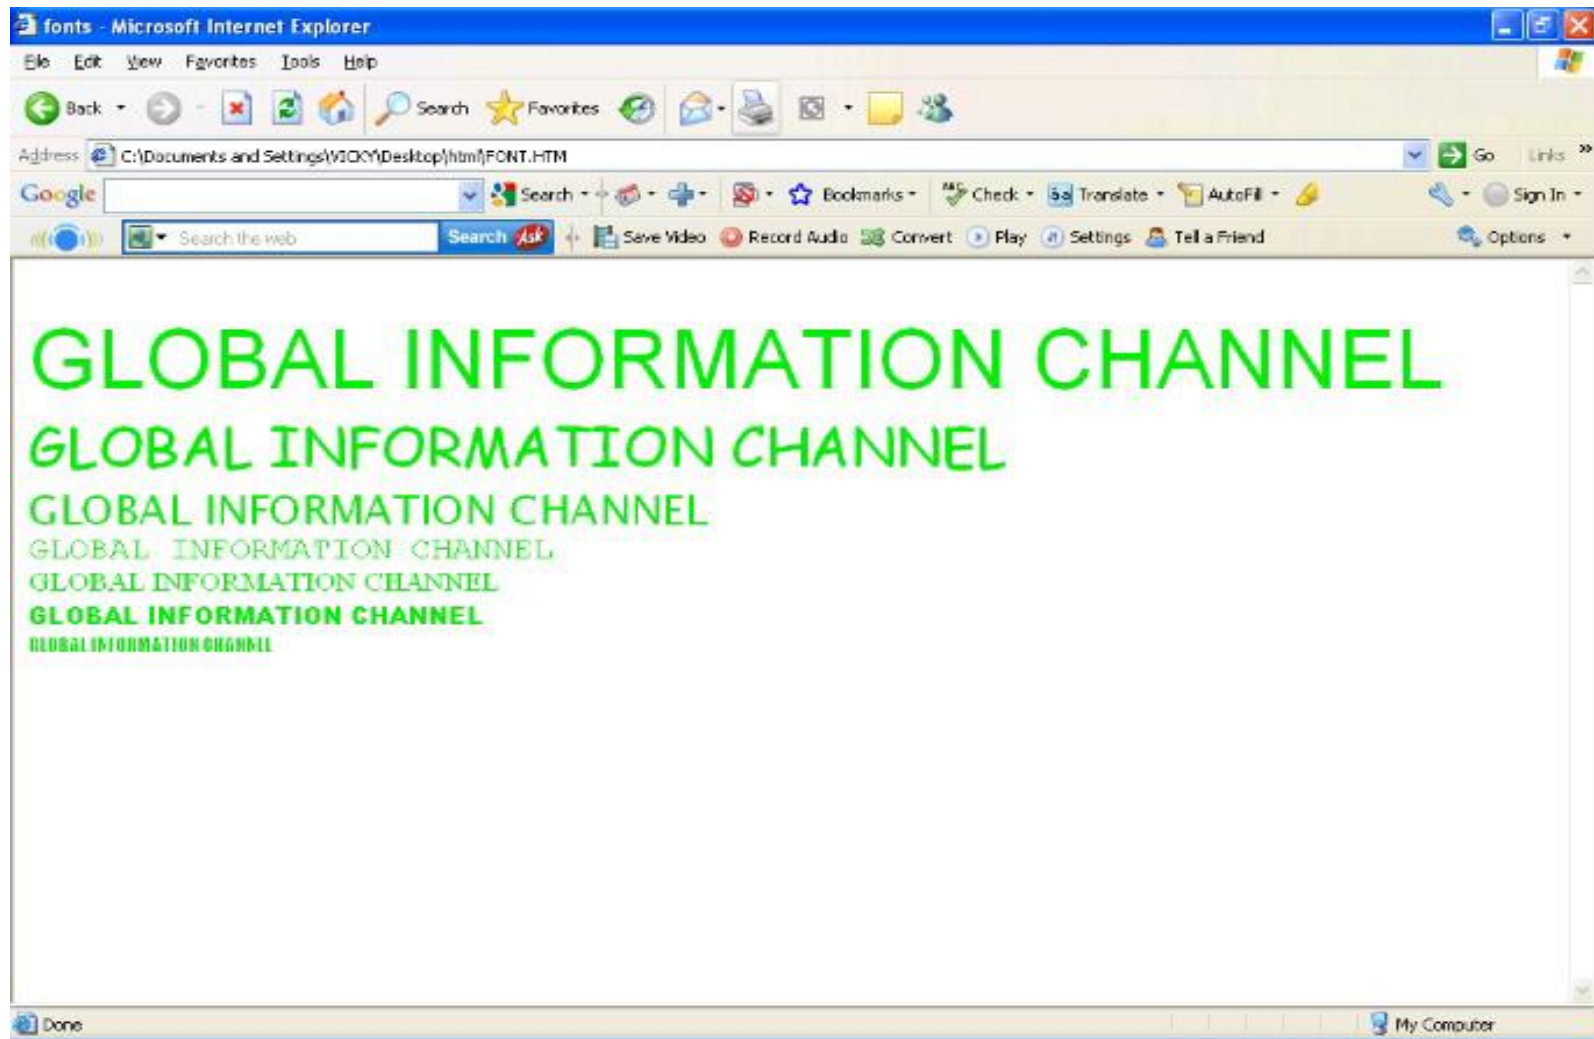 fonts - Microsoft Internet Explorer
File Edit View Favorites Tools Help
Back Search Favorites
Address C:\Documents and Settings\VICKY\Desktop\html\FONT.HTM Go Links »
Google Search Bookmarks Check Translate AutoFill Sign In
Search the web Search Ask Save Video Record Audio Convert Play Settings Tell a Friend Options
GLOBAL INFORMATION CHANNEL
GLOBAL INFORMATION CHANNEL
GLOBAL INFORMATION CHANNEL
GLOBAL INFORMATION CHANNEL
GLOBAL INFORMATION CHANNEL
GLOBAL INFORMATION CHANNEL
GLOBAL INFORMATION CHANNEL
Done My Computer